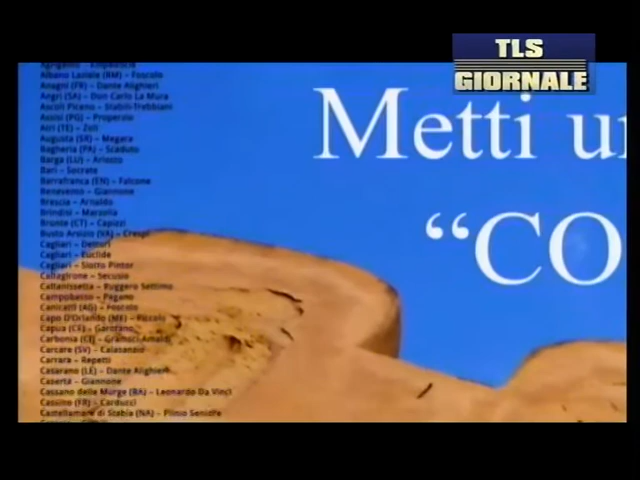 TLS
GIORNALE
Albano Laziale (RM) – Foscolo
Anagni (FR) – Dante Alighieri
Angri (SA) – Don Carlo La Mura
Ascoli Piceno – Stabili-Trebbiani
Assisi (PG) – Properzio
Atri (TE) – Zoli
Augusta (SR) – Megara
Bagheria (PA) – Scaduto
Barga (LU) – Ariosto
Bari – Socrate
Barrafranca (EN) – Falcone
Benevento – Giannone
Brescia – Arnaldo
Brindisi – Marzolla
Bronte (CT) – Capizzi
Busto Arsizio (VA) – Crespi
Cagliari – Dettori
Cagliari – Euclide
Cagliari – Siotto Pintor
Caltagirone – Secusio
Caltanissetta – Ruggero Settimo
Campobasso – Pagano
Canicattì (AG) – Foscolo
Capo D'Orlando (ME) – Piccolo
Capua (CE) – Garofano
Carbonia (CI) – Gramsci-Amaldi
Carcare (SV) – Calasanzio
Carrara – Repetti
Casarano (LE) – Dante Alighieri
Caserta – Giannone
Cassano delle Murge (BA) – Leonardo Da Vinci
Cassino (FR) – Carducci
Castellamare di Stabia (NA) – Plinio Seniore
Metti un
“CO